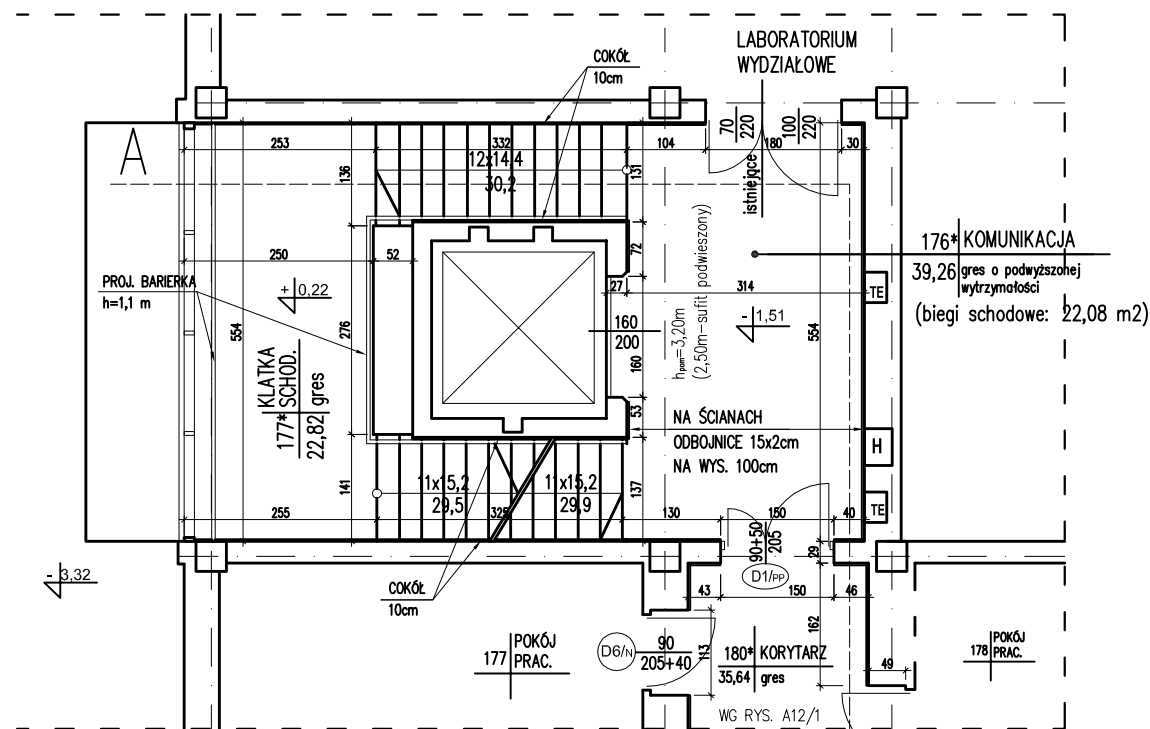 LABORATORIUM
WYDZIAŁOWE
COKÓŁ
10cm
A
70
220
100
220
253
332
104
180
30
12x14,4
30,2
136
131
istniejące
176* KOMUNIKACJA
39,26 gres o podwyższonej
wytrzymałości
(biegi schodowe: 22,08 m2)
250
52
72
27
314
TE
PROJ. BARIERKA
h=1,1 m
+ 0,22
- 1,51
554
276
160
200
160
hpom=3,20m
(2,50m-sufit podwieszony)
554
KLATKA
SCHOD.
177*
22,82 gres
53
NA ŚCIANACH
ODBOJNICE 15x2cm
NA WYS. 100cm
H
TE
141
11x15,2
29,5
11x15,2
29,9
137
255
325
130
150
40
90+50
205
29
D1/PP
- 3,32
COKÓŁ
10cm
43
150
46
162
177 POKÓJ
PRAC.
D6/N
90
205+40
113
180* KORYTARZ
35,64 gres
49
178 POKÓJ
PRAC.
WG RYS. A12/1